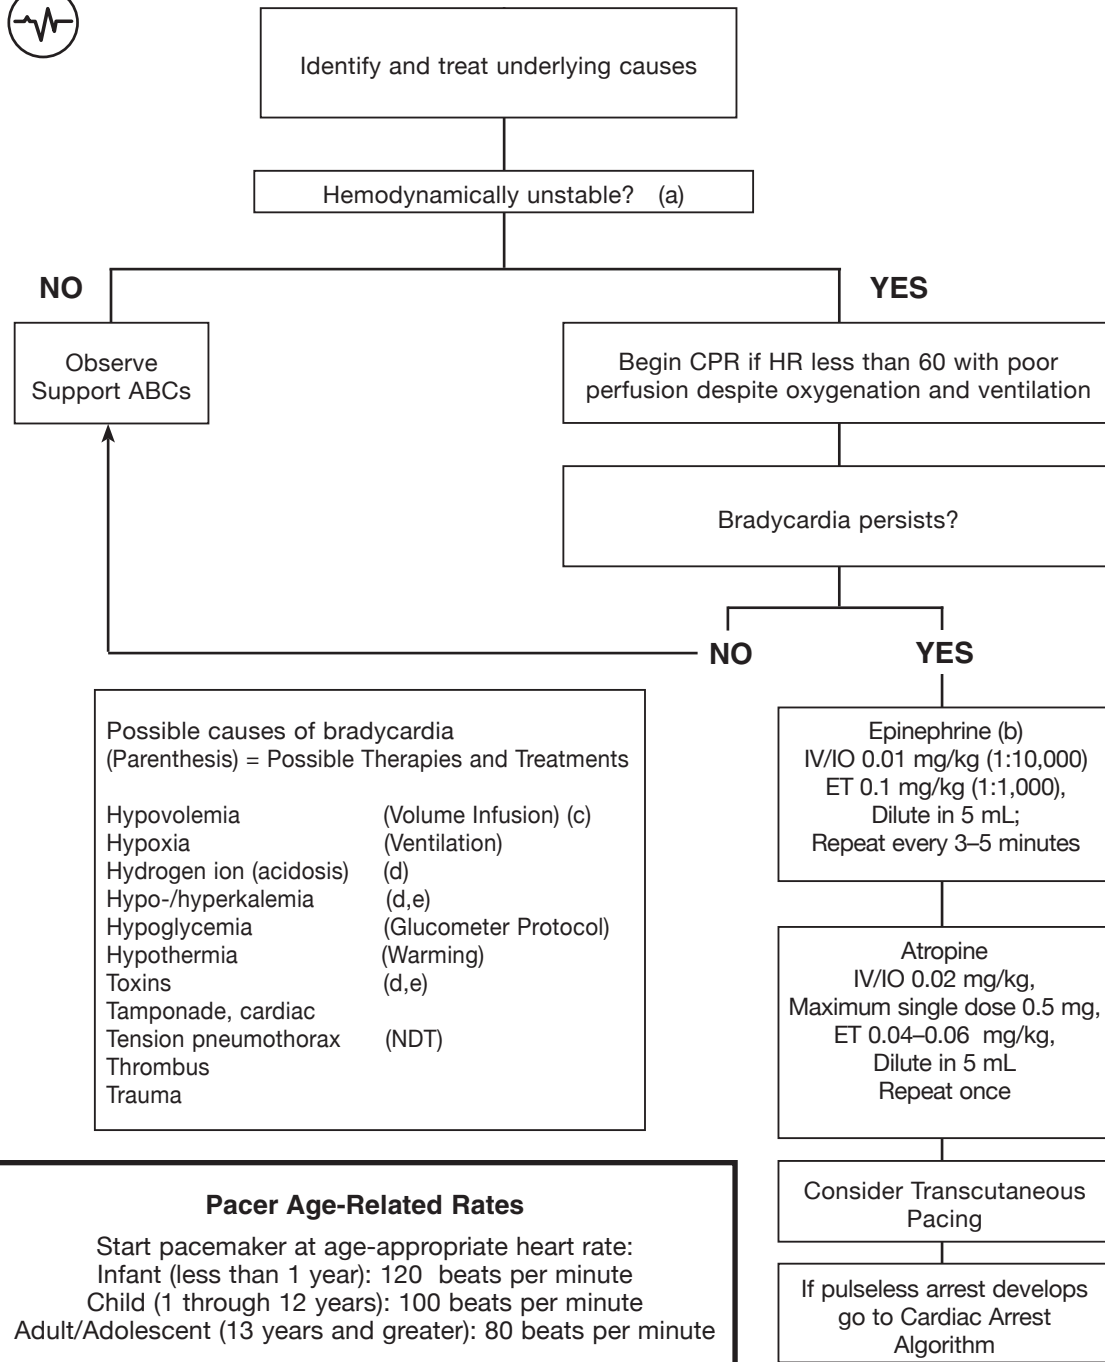 Identify and treat underlying causes
Hemodynamically unstable? (a)
NO
YES
Observe
Support ABCs
Begin CPR if HR less than 60 with poor
perfusion despite oxygenation and ventilation
Bradycardia persists?
NO
YES
Possible causes of bradycardia
(Parenthesis) = Possible Therapies and Treatments
Hypovolemia (Volume Infusion) (c)
Hypoxia (Ventilation)
Hydrogen ion (acidosis) (d)
Hypo-/hyperkalemia (d,e)
Hypoglycemia (Glucometer Protocol)
Hypothermia (Warming)
Toxins (d,e)
Tamponade, cardiac
Tension pneumothorax (NDT)
Thrombus
Trauma
Epinephrine (b)
IV/IO 0.01 mg/kg (1:10,000)
ET 0.1 mg/kg (1:1,000),
Dilute in 5 mL;
Repeat every 3–5 minutes
Atropine
IV/IO 0.02 mg/kg,
Maximum single dose 0.5 mg,
ET 0.04–0.06 mg/kg,
Dilute in 5 mL
Repeat once
Consider Transcutaneous
Pacing
If pulseless arrest develops
go to Cardiac Arrest
Algorithm
Pacer Age-Related Rates
Start pacemaker at age-appropriate heart rate:
Infant (less than 1 year): 120 beats per minute
Child (1 through 12 years): 100 beats per minute
Adult/Adolescent (13 years and greater): 80 beats per minute